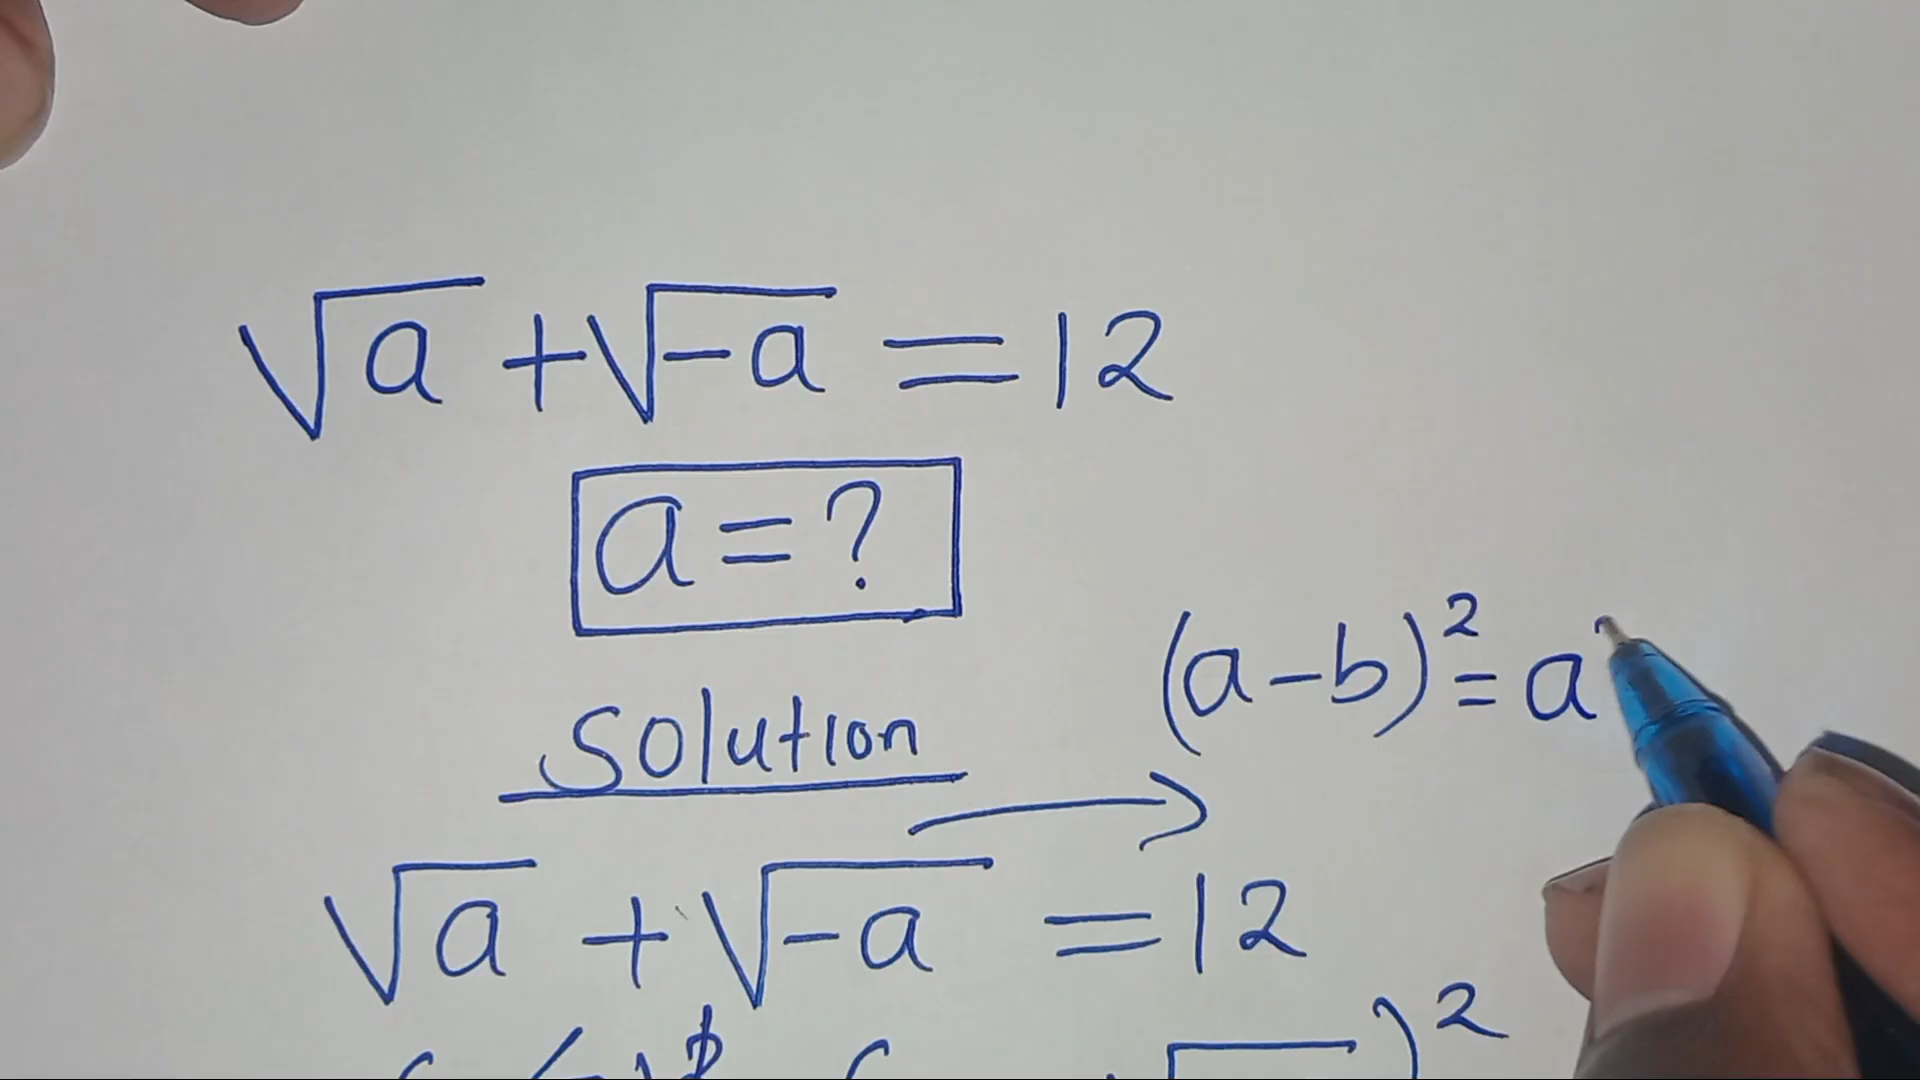 √a + √-a = 12
a = ?
Solution
(a-b)² = a
√a + √-a = 12